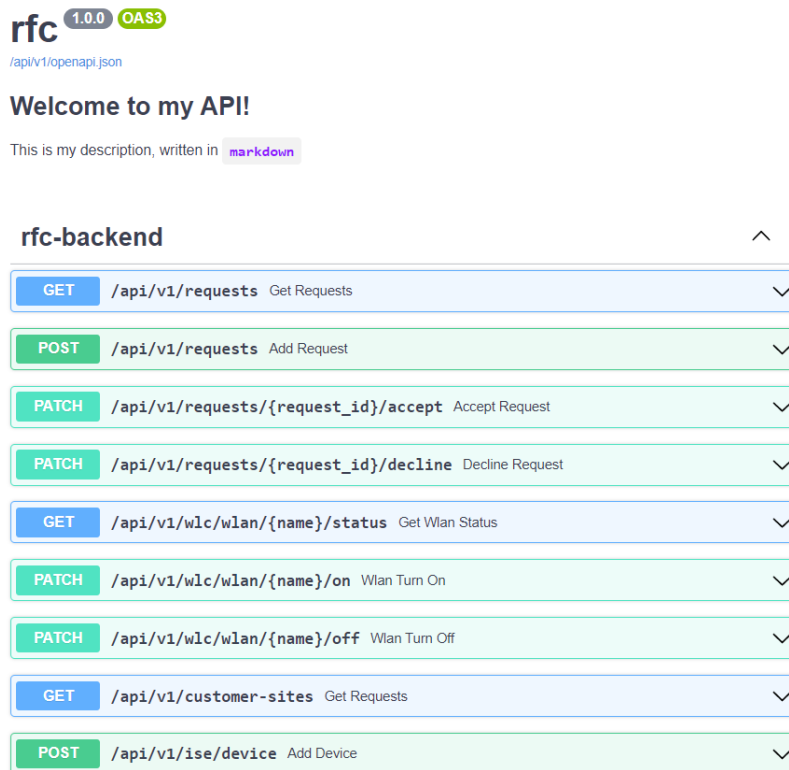 rfc 1.0.0 OAS3
/api/v1/openapi.json
Welcome to my API!
This is my description, written in markdown
rfc-backend
GET /api/v1/requests Get Requests
POST /api/v1/requests Add Request
PATCH /api/v1/requests/{request_id}/accept Accept Request
PATCH /api/v1/requests/{request_id}/decline Decline Request
GET /api/v1/wlc/wlan/{name}/status Get Wlan Status
PATCH /api/v1/wlc/wlan/{name}/on Wlan Turn On
PATCH /api/v1/wlc/wlan/{name}/off Wlan Turn Off
GET /api/v1/customer-sites Get Requests
POST /api/v1/ise/device Add Device